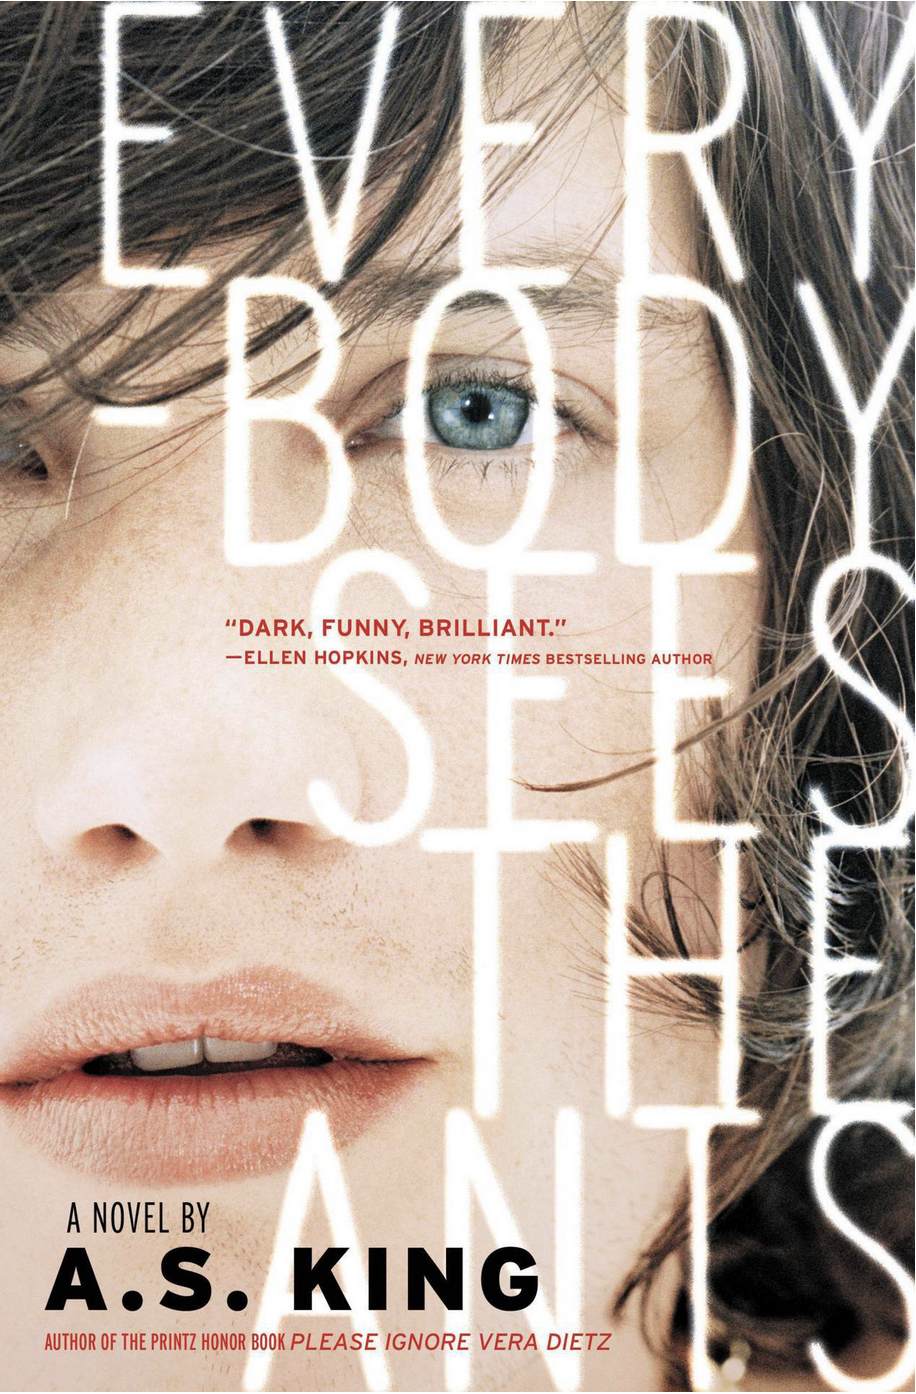 EVERY
-BODY
SEES
"DARK, FUNNY, BRILLIANT."
—ELLEN HOPKINS, NEW YORK TIMES BESTSELLING AUTHOR
THE
ANTS
A NOVEL BY
A.S. KING
AUTHOR OF THE PRINTZ HONOR BOOK PLEASE IGNORE VERA DIETZ